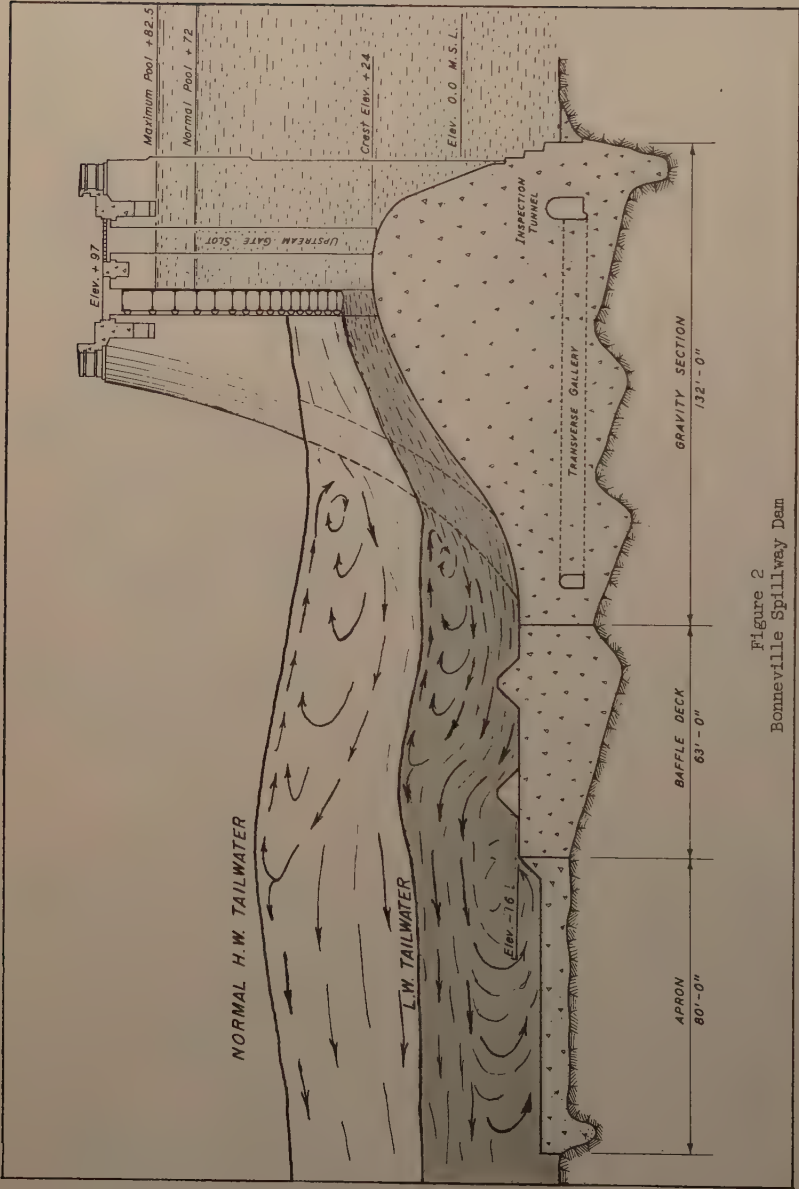 Maximum Pool +82.5
Normal Pool +72
Elev. +97
Crest Elev. +24
Elev. 0.0 M.S.L.
UPSTREAM GATE SLOT
INSPECTION
TUNNEL
TRANSVERSE GALLERY
NORMAL H.W. TAILWATER
L.W. TAILWATER
Elev. -16
APRON
80'-0"
BAFFLE DECK
63'-0"
GRAVITY SECTION
132'-0"
Figure 2
Bonneville Spillway Dam